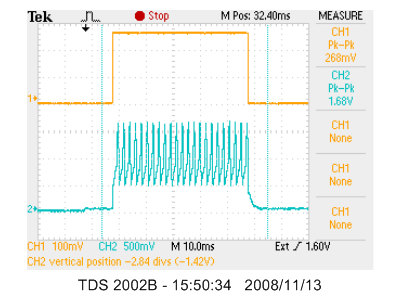 Tek Stop M Pos: 32.40ms MEASURE
CH1
Pk-Pk
268mV
CH2
Pk-Pk
1.68V
CH1
None
CH1
None
CH1
None
1
2
CH1 100mV CH2 500mV M 10.0ms Ext 1.60V
CH2 vertical position -2.84 divs (-1.42V)
TDS 2002B - 15:50:34 2008/11/13